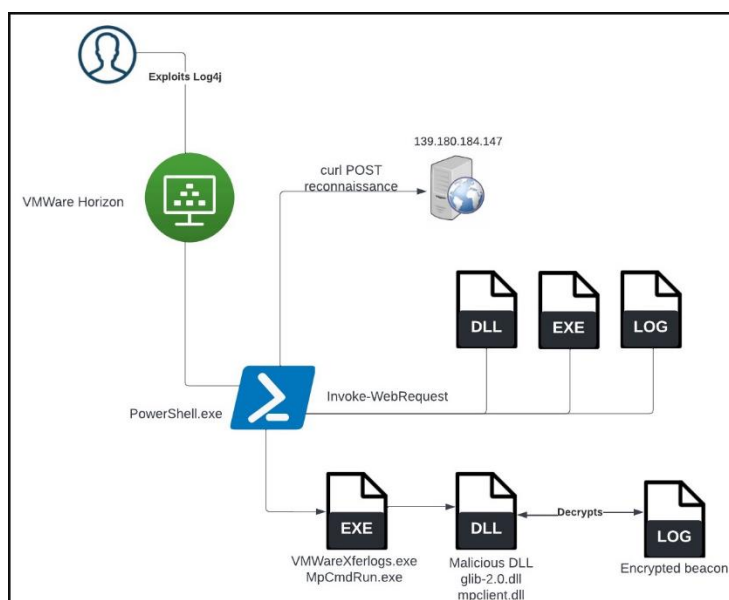 Exploits Log4j
VMWare Horizon
139.180.184.147
curl POST
reconnaissance
DLL
EXE
LOG
Invoke-WebRequest
PowerShell.exe
EXE
DLL
Decrypts
LOG
VMWareXferlogs.exe
MpCmdRun.exe
Malicious DLL
glib-2.0.dll
mpclient.dll
Encrypted beacon